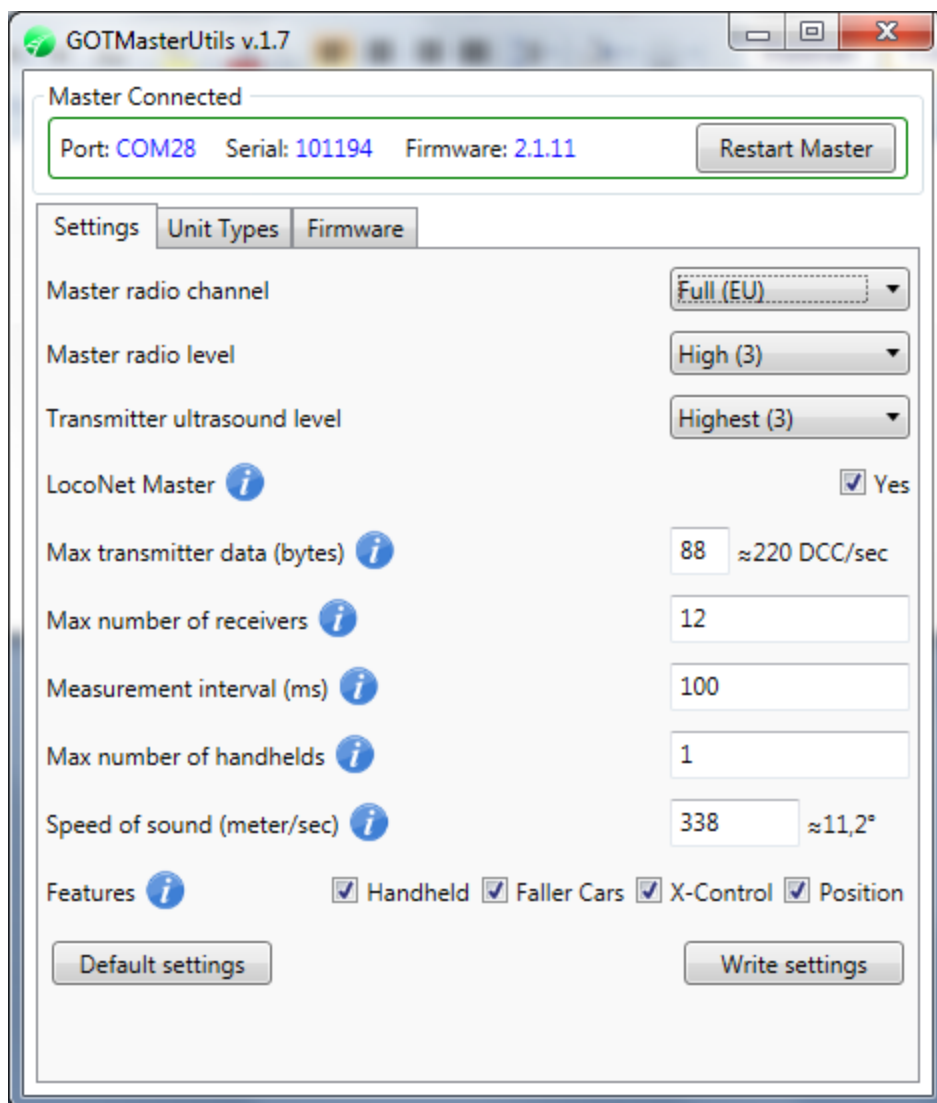 GOTMasterUtils v.1.7
Master Connected
Port: COM28 Serial: 101194 Firmware: 2.1.11 Restart Master
Settings Unit Types Firmware
Master radio channel Full (EU)
Master radio level High (3)
Transmitter ultrasound level Highest (3)
LocoNet Master Yes
Max transmitter data (bytes) 88 ≈220 DCC/sec
Max number of receivers 12
Measurement interval (ms) 100
Max number of handhelds 1
Speed of sound (meter/sec) 338 ≈11,2°
Features Handheld Faller Cars X-Control Position
Default settings Write settings